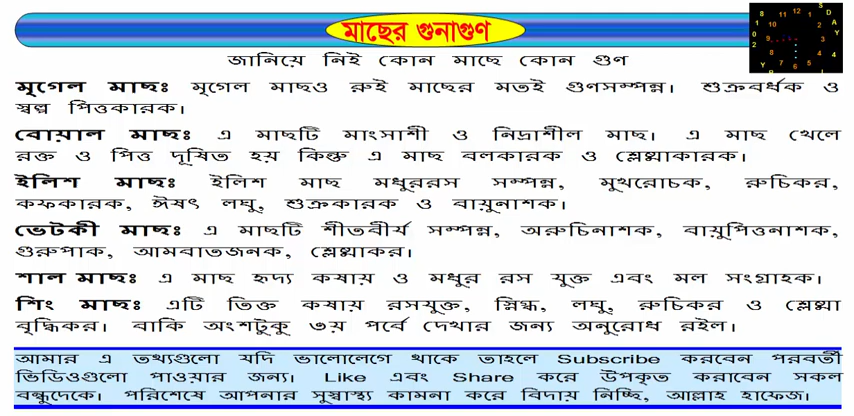 মাছের গুনাগুণ
জানিয়ে নিই কোন মাছে কোন গুণ
মৃগেল মাছঃ মৃগেল মাছও রুই মাছের মতই গুণসম্পন্ন। শুক্রবর্ধক ও
স্বল্প পিত্তকারক।
বোয়াল মাছঃ এ মাছটি মাংসাশী ও নিদ্রাশীল মাছ। এ মাছ খেলে
রক্ত ও পিত্ত দূষিত হয় কিন্তু এ মাছ বলকারক ও শ্লেষ্মাকারক।
ইলিশ মাছঃ ইলিশ মাছ মধুররস সম্পন্ন, মুখরোচক, রুচিকর,
কফকারক, ঈষৎ লঘু, শুক্রকারক ও বায়ুনাশক।
ভেটকী মাছঃ এ মাছটি শীতবীর্য সম্পন্ন, অরুচিনাশক, বায়ুপিত্তনাশক,
গুরুপাক, আমবাতজনক, শ্লেষ্মাকর।
শাল মাছঃ এ মাছ হৃদ্য কষায় ও মধুর রস যুক্ত এবং মল সংগ্রাহক।
শিং মাছঃ এটি তিক্ত কষায় রসযুক্ত, স্নিগ্ধ, লঘু, রুচিকর ও শ্লেষ্মা
বৃদ্ধিকর। বাকি অংশটুকু ৩য় পর্বে দেখার জন্য অনুরোধ রইল।
আমার এ তথ্যগুলো যদি ভালোলেগে থাকে তাহলে Subscribe করবেন পরবর্তী
ভিডিওগুলো পাওয়ার জন্য। Like এবং Share করে উপকৃত করাবেন সকল
বন্ধুদেকে। পরিশেষে আপনার সুস্বাস্থ্য কামনা করে বিদায় নিচ্ছি, আল্লাহ হাফেজ।